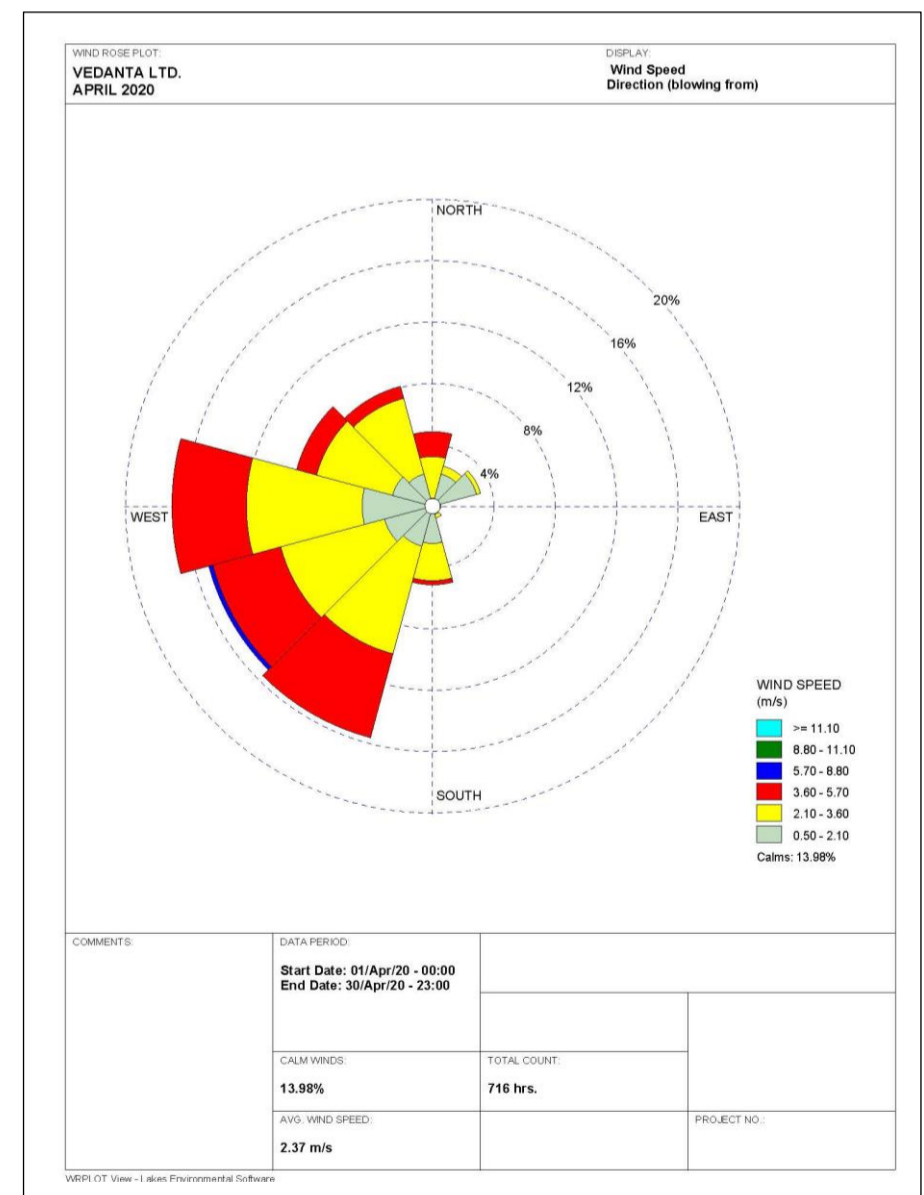 WIND ROSE PLOT:
VEDANTA LTD.
APRIL 2020
DISPLAY:
Wind Speed
Direction (blowing from)
NORTH
20%
16%
12%
8%
4%
WEST
EAST
SOUTH
WIND SPEED
(m/s)
>= 11.10
8.80 - 11.10
5.70 - 8.80
3.60 - 5.70
2.10 - 3.60
0.50 - 2.10
Calms: 13.98%
COMMENTS:
DATA PERIOD:
Start Date: 01/Apr/20 - 00:00
End Date: 30/Apr/20 - 23:00
CALM WINDS:
13.98%
TOTAL COUNT:
716 hrs.
AVG. WIND SPEED:
2.37 m/s
PROJECT NO.:
WRPLOT View - Lakes Environmental Software